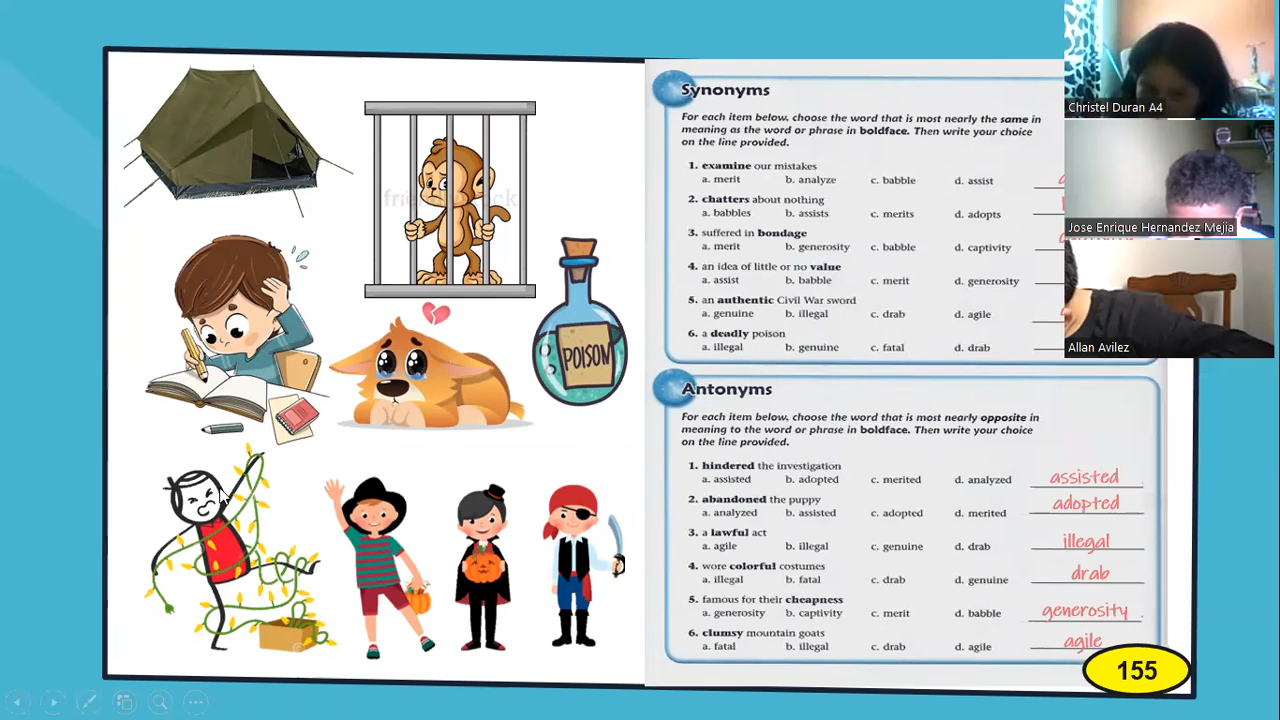 POISON
Synonyms
For each item below, choose the word that is most nearly the same in
meaning as the word or phrase in boldface. Then write your choice
on the line provided.
1. examine our mistakes
a. merit b. analyze c. babble d. assist
2. chatters about nothing
a. babbles b. assists c. merits d. adopts
3. suffered in bondage
a. merit b. generosity c. babble d. captivity
4. an idea of little or no value
a. assist b. babble c. merit d. generosity
5. an authentic Civil War sword
a. genuine b. illegal c. drab d. agile
6. a deadly poison
a. illegal b. genuine c. fatal d. drab
Antonyms
For each item below, choose the word that is most nearly opposite in
meaning to the word or phrase in boldface. Then write your choice
on the line provided.
1. hindered the investigation
a. assisted b. adopted c. merited d. analyzed assisted
2. abandoned the puppy
a. analyzed b. assisted c. adopted d. merited adopted
3. a lawful act
a. agile b. illegal c. genuine d. drab illegal
4. wore colorful costumes
a. illegal b. fatal c. drab d. genuine drab
5. famous for their cheapness
a. generosity b. captivity c. merit d. babble generosity
6. clumsy mountain goats
a. fatal b. illegal c. drab d. agile agile
155
Christel Duran A4
Jose Enrique Hernandez Mejia
Allan Avilez